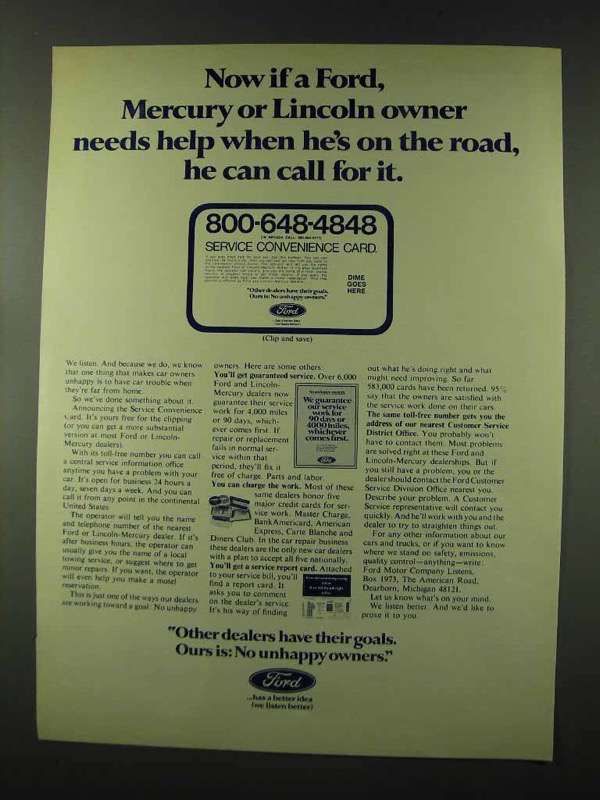 Now if a Ford,
Mercury or Lincoln owner
needs help when he's on the road,
he can call for it.
800-648-4848
SERVICE CONVENIENCE CARD.
DIME
GOES
HERE
"Other dealers have their goals.
Ours is: No unhappy owners."
Ford
(Clip and save)
We listen. And because we do, we know
that one thing that makes car owners
unhappy is to have car trouble when
they're far from home.
So we've done something about it.
Announcing the Service Convenience
Card. It's yours free for the clipping
(or you can get a more substantial
version at most Ford or Lincoln-
Mercury dealers).
With its toll-free number you can call
a central service information office
anytime you have a problem with your
car. It's open for business 24 hours a
day, seven days a week. And you can
call it from any point in the continental
United States.
The operator will tell you the name
and telephone number of the nearest
Ford or Lincoln-Mercury dealer. If it's
after business hours, the operator can
usually give you the name of a local
towing service, or suggest where to get
minor repairs. If you want, the operator
will even help you make a motel
reservation.
This is just one of the ways our dealers
are working toward a goal: No unhappy
owners. Here are some others:
You'll get guaranteed service. Over 6,000
Ford and Lincoln-
Mercury dealers now
guarantee their service
work for 4,000 miles
or 90 days, which-
ever comes first. If
repair or replacement
fails in normal ser-
vice within that
period, they'll fix it
free of charge. Parts and labor.
We guarantee
our service
work for
90 days or
4000 miles,
whichever
comes first.
You can charge the work. Most of these
same dealers honor five
major credit cards for ser-
vice work. Master Charge,
BankAmericard, American
Express, Carte Blanche and
Diners Club. In the car repair business
these dealers are the only new car dealers
with a plan to accept all five nationally.
You'll get a service report card. Attached
to your service bill, you'll
find a report card. It
asks you to comment
on the dealer's service.
It's his way of finding
out what he's doing right and what
might need improving. So far
583,000 cards have been returned. 95%
say that the owners are satisfied with
the service work done on their cars.
The same toll-free number gets you the
address of our nearest Customer Service
District Office. You probably won't
have to contact them. Most problems
are solved right at these Ford and
Lincoln-Mercury dealerships. But if
you still have a problem, you or the
dealer should contact the Ford Customer
Service Division Office nearest you.
Describe your problem. A Customer
Service representative will contact you
quickly. And he'll work with you and the
dealer to try to straighten things out.
For any other information about our
cars and trucks, or if you want to know
where we stand on safety, emissions,
quality control—anything—write:
Ford Motor Company Listens,
Box 1973, The American Road,
Dearborn, Michigan 48121.
Let us know what's on your mind.
We listen better. And we'd like to
prove it to you.
"Other dealers have their goals.
Ours is: No unhappy owners."
Ford
...has a better idea
(we listen better)